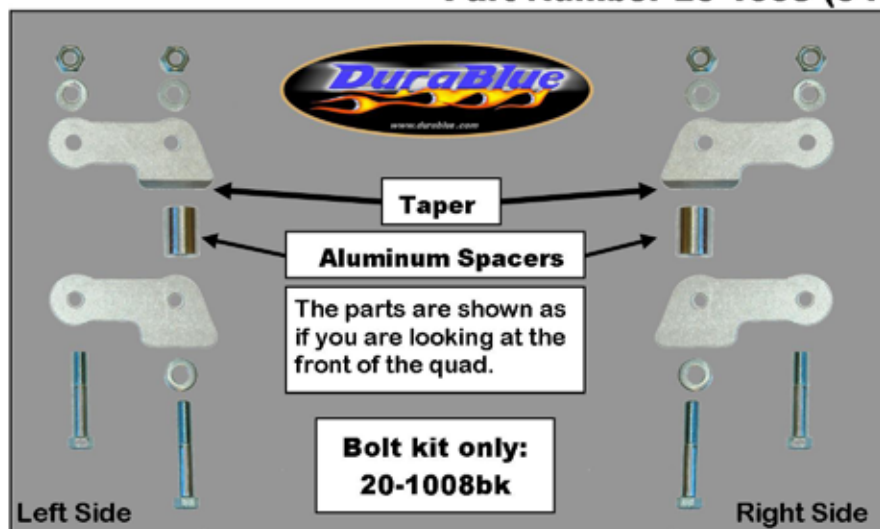 DuraBlue
www.durablue.com
Taper
Aluminum Spacers
The parts are shown as
if you are looking at the
front of the quad.
Bolt kit only:
20-1008bk
Left Side
Right Side